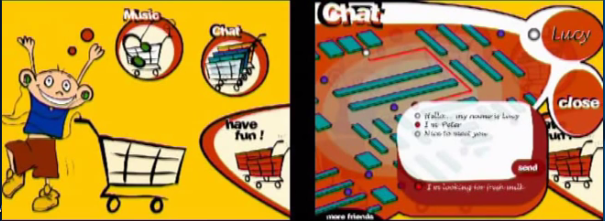 Music
Chat
have
fun !
Chat
Lucy
close
Hello... my name is Lucy
I'm Peter
Nice to meet you
send
I'm looking for fresh milk
more friends